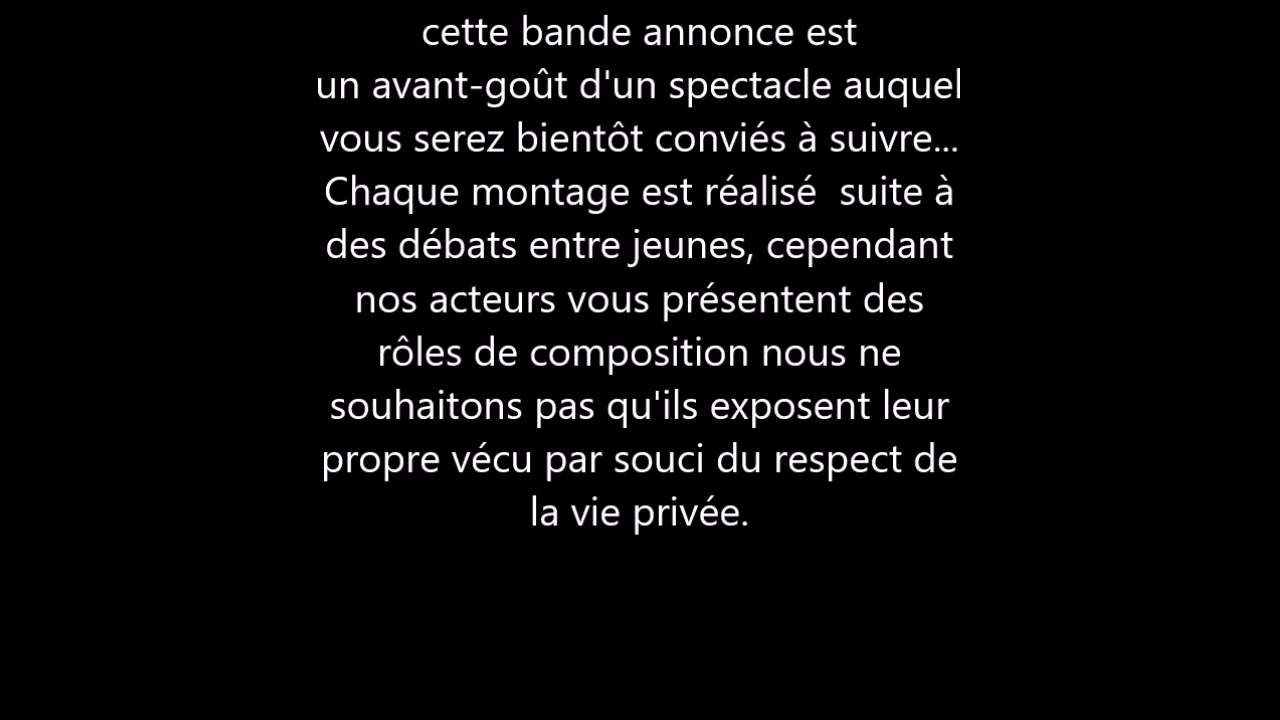 cette bande annonce est
un avant-goût d'un spectacle auquel
vous serez bientôt conviés à suivre...
Chaque montage est réalisé  suite à
des débats entre jeunes, cependant
nos acteurs vous présentent des
rôles de composition nous ne
souhaitons pas qu'ils exposent leur
propre vécu par souci du respect de
la vie privée.